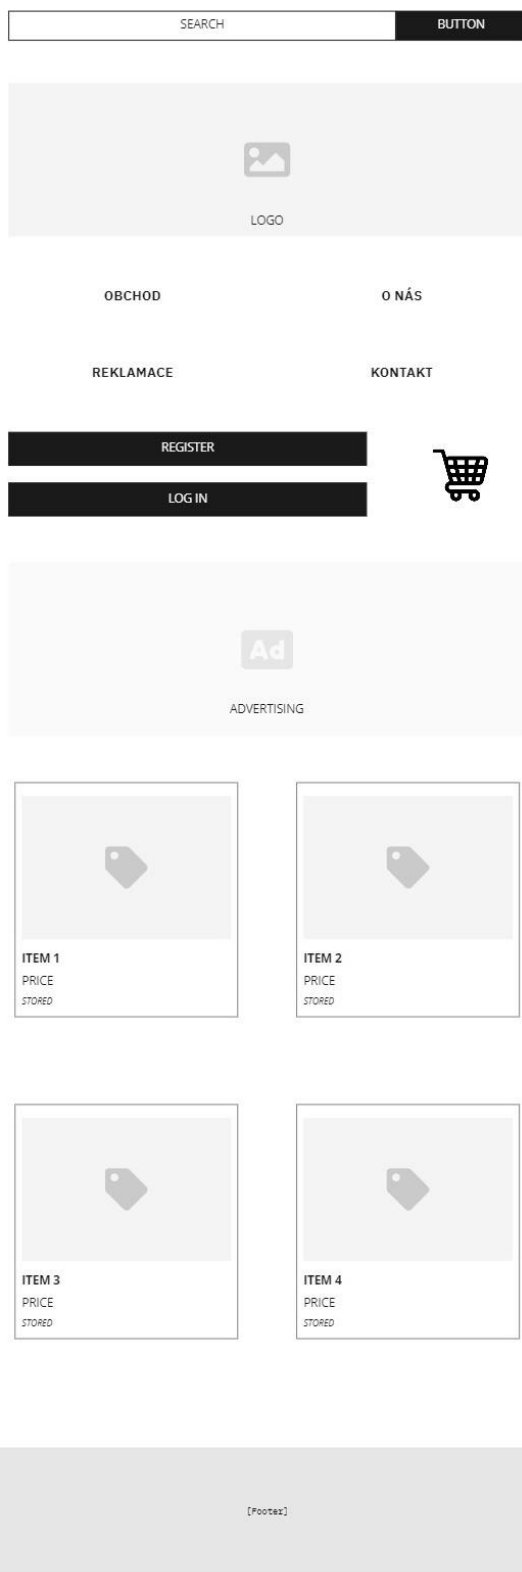 SEARCH BUTTON
LOGO
OBCHOD O NÁS
REKLAMACE KONTAKT
REGISTER
LOG IN
Ad
ADVERTISING
ITEM 1
PRICE
STORED
ITEM 2
PRICE
STORED
ITEM 3
PRICE
STORED
ITEM 4
PRICE
STORED
[Footer]